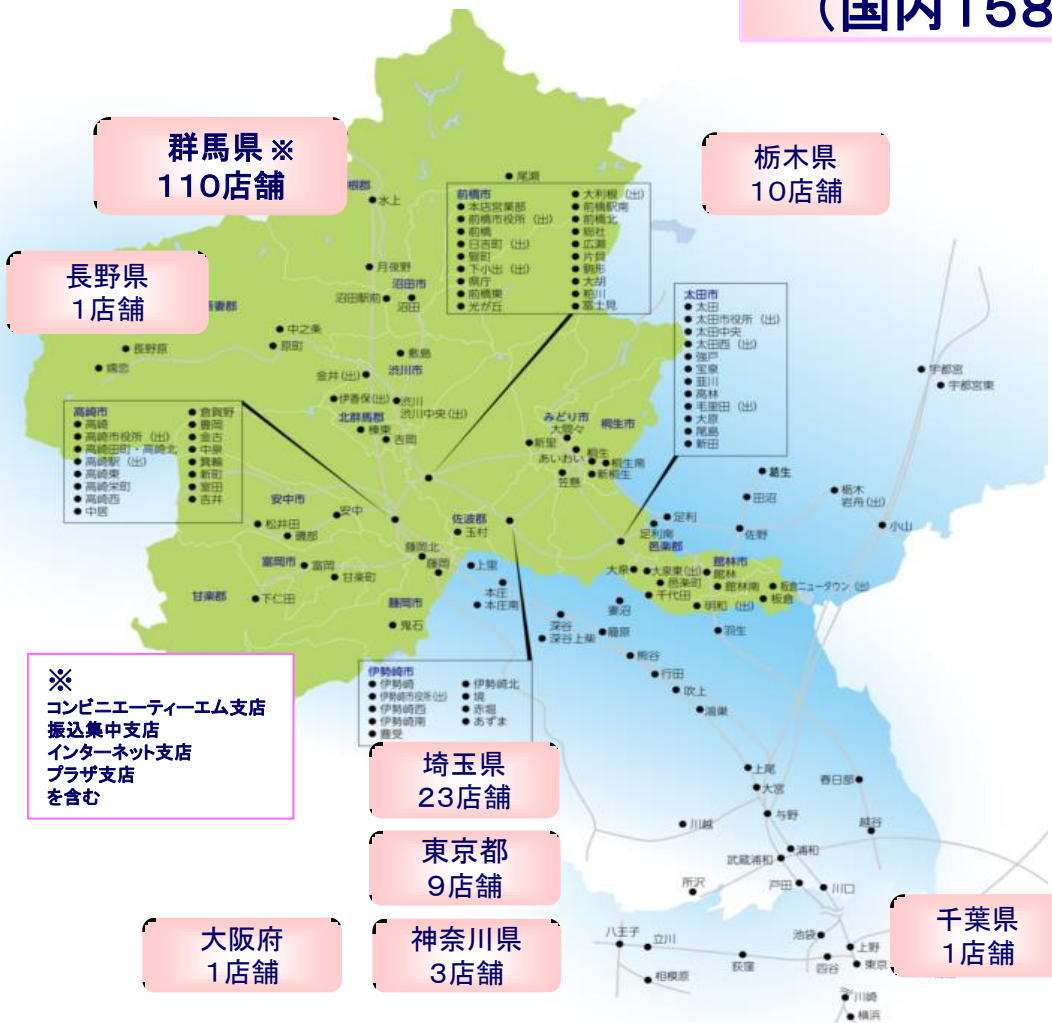 (国内158
群馬県※
110店舗
栃木県
10店舗
長野県
1店舗
尾瀬
水上
月夜野
沼田市
沼田駅前
沼田
中之条
原町
長野原
嬬恋
敷島
金井(出)
渋川市
伊香保(出)
渋川
渋川中央(出)
北群馬郡
榛東
吉岡
前橋市
本店営業部
前橋市役所(出)
前橋
日吉町(出)
竪町
下小出(出)
県庁
前橋東
光が丘
大利根(出)
前橋駅南
前橋北
総社
広瀬
片貝
駒形
大胡
粕川
富士見
太田市
太田
太田市役所(出)
太田中央
太田西(出)
強戸
宝泉
韮川
高林
毛里田(出)
大原
尾島
新田
宇都宮
宇都宮東
高崎市
高崎
高崎市役所(出)
高崎田町・高崎北
高崎駅(出)
高崎東
高崎栄町
高崎西
中居
倉賀野
豊岡
金古
中泉
箕輪
新町
室田
吉井
みどり市
大間々
桐生市
新里
あいおい
桐生
桐生南
新桐生
笠懸
葛生
田沼
栃木
岩舟(出)
佐野
小山
足利
足利南
安中市
安中
松井田
磯部
佐波郡
玉村
富岡市
富岡
甘楽町
甘楽郡
下仁田
藤岡北
藤岡
藤岡市
鬼石
上里
本庄
本庄南
邑楽郡
大泉
大泉東(出)
邑楽町
千代田
館林市
館林
館林南
板倉ニュータウン(出)
板倉
明和(出)
羽生
妻沼
深谷
深谷上柴
籠原
熊谷
行田
吹上
鴻巣
伊勢崎市
伊勢崎
伊勢崎市役所(出)
伊勢崎西
伊勢崎南
豊受
伊勢崎北
境
赤堀
あずま
※
コンビニエーティーエム支店
振込集中支店
インターネット支店
プラザ支店
を含む
埼玉県
23店舗
東京都
9店舗
大阪府
1店舗
神奈川県
3店舗
千葉県
1店舗
上尾
大宮
春日部
与野
川越
越谷
浦和
武蔵浦和
所沢
戸田
川口
八王子
立川
池袋
上野
荻窪
四谷
東京
相模原
川崎
横浜